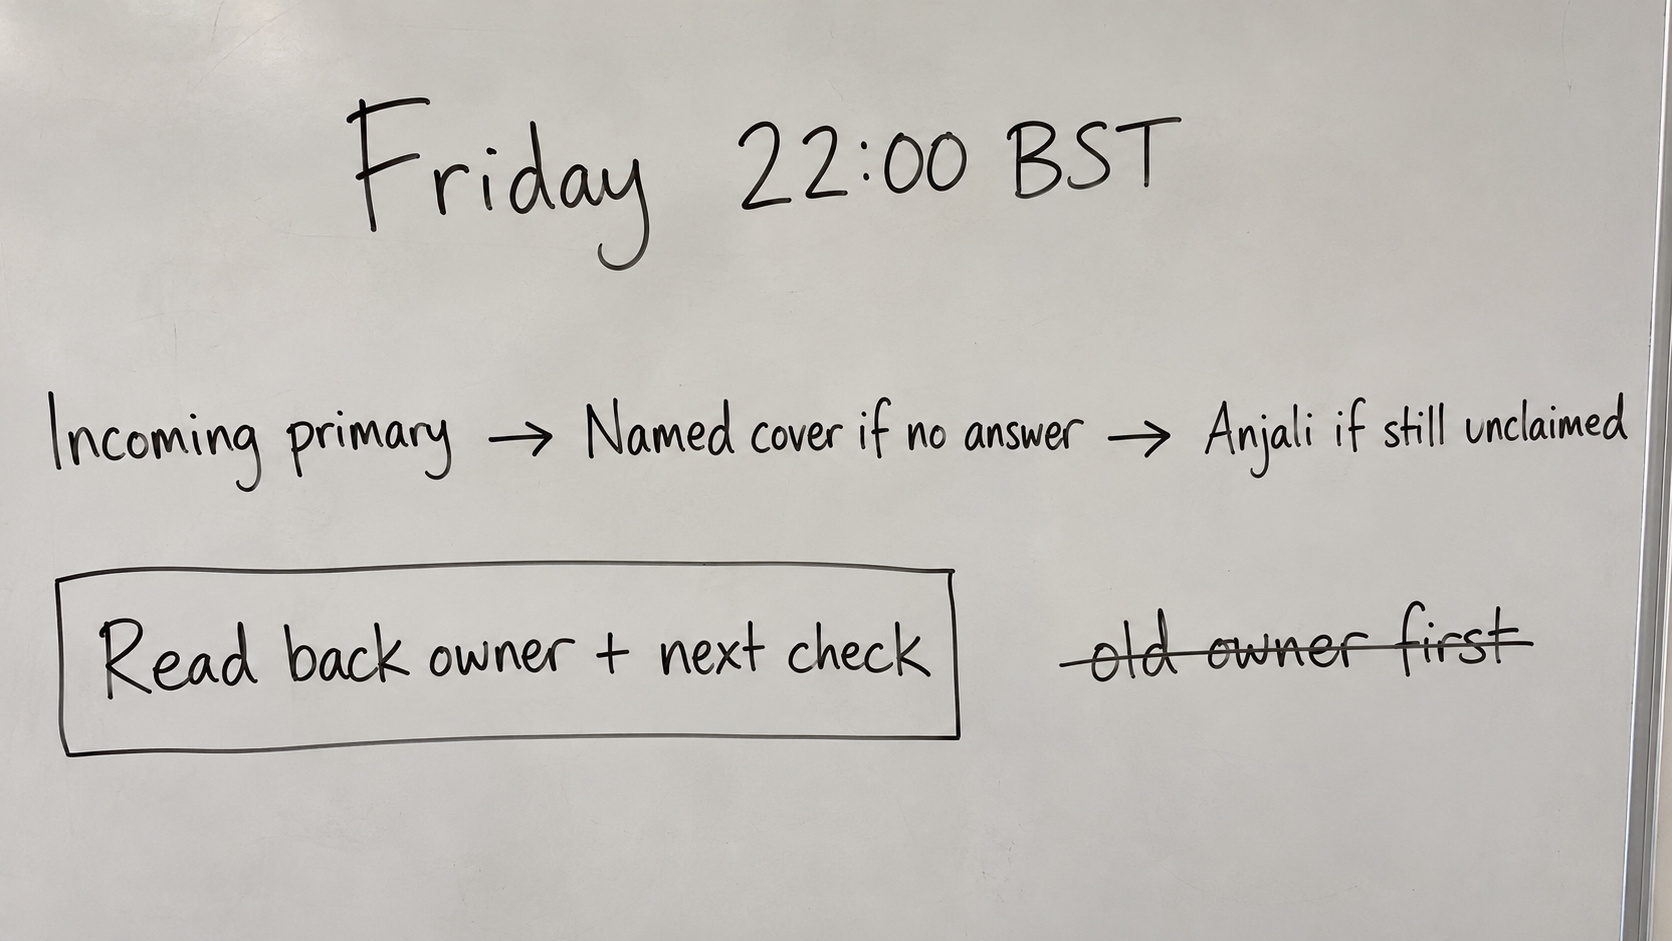 Friday 22:00 BST
Incoming primary → Named cover if no answer → Anjali if still unclaimed
Read back owner + next check
old owner first